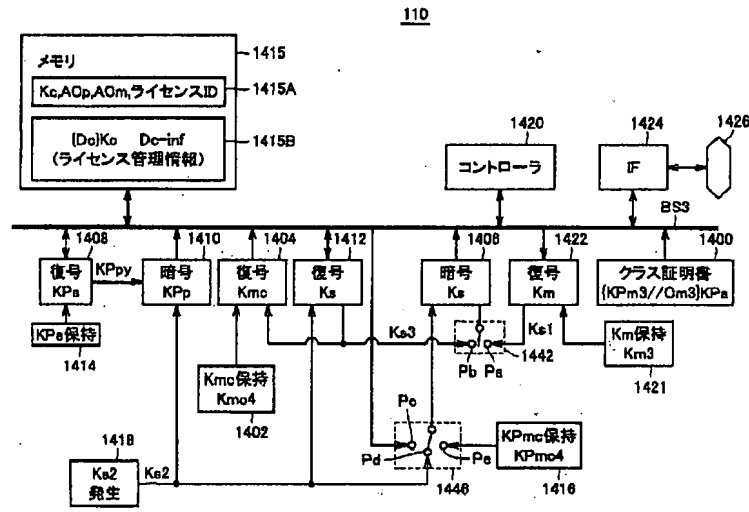 110
メモリ
1415
Kc,ACp,ACm,ライセンスID
1415A
{Dc}Kc Dc-inf
(ライセンス管理情報)
1415B
1420
コントローラ
1424
IF
1426
BS3
1408
復号
KPa
KPpy
1410
暗号
KPp
1404
復号
Kmc
1412
復号
Ks
1406
暗号
Ks
1422
復号
Km
1400
クラス証明書
{KPm3//Cm3}KPa
KPa保持
1414
Kmc保持
Kmc4
1402
Ks3
Pb
Pa
1442
Ks1
Km保持
Km3
1421
1418
Ks2
発生
Ks2
Pc
Pd
Pe
1446
KPmc保持
KPmc4
1416